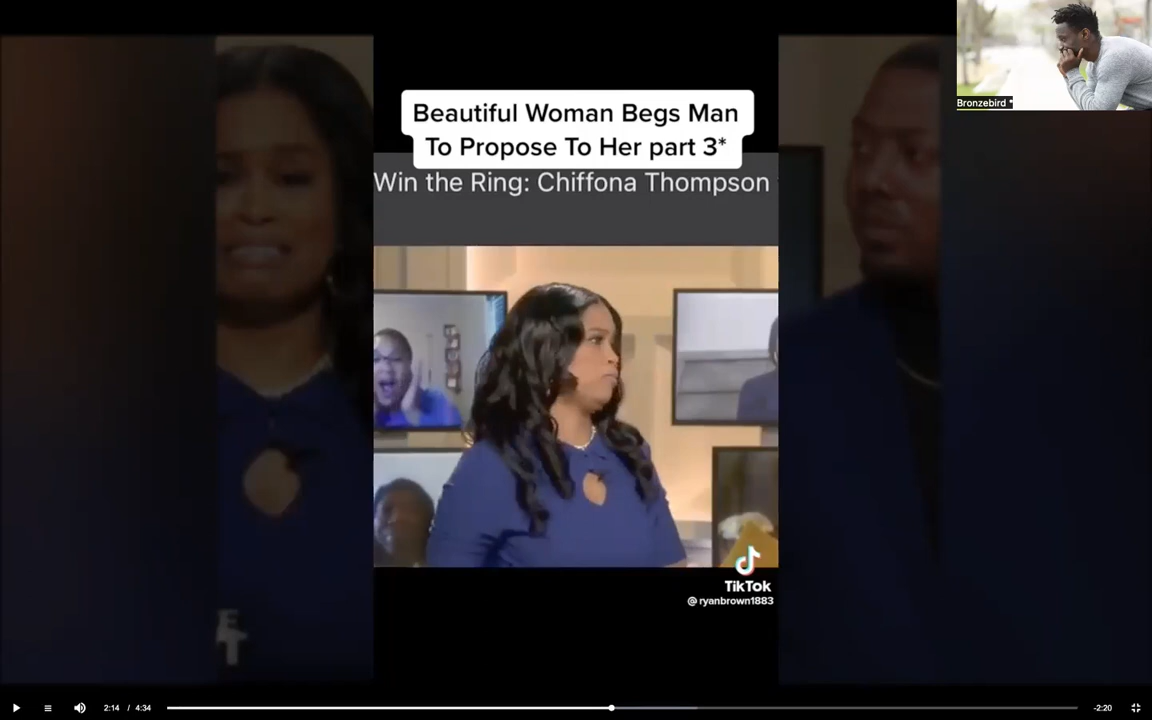 Bronzebird *
Beautiful Woman Begs Man
To Propose To Her part 3*
Win the Ring: Chiffona Thompson
TikTok
@ryanbrown1883
2:14 / 4:34
-2:20